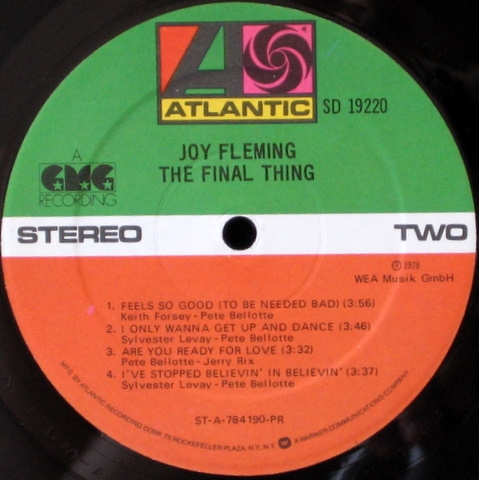 ATLANTIC
SD 19220
JOY FLEMING
THE FINAL THING
A
GMG
RECORDING
STEREO
TWO
℗ 1978
WEA Musik GmbH
1. FEELS SO GOOD (TO BE NEEDED BAD) (3:56)
Keith Forsey-Pete Bellotte
2. I ONLY WANNA GET UP AND DANCE (3:46)
Sylvester Levay-Pete Bellotte
3. ARE YOU READY FOR LOVE (3:32)
Pete Bellotte-Jerry Rix
4. I'VE STOPPED BELIEVIN' IN BELIEVIN' (3:37)
Sylvester Levay-Pete Bellotte
ST-A-784190-PR
MFG. BY ATLANTIC RECORDING CORP., 75 ROCKEFELLER PLAZA, N.Y., N.Y. A WARNER COMMUNICATIONS COMPANY